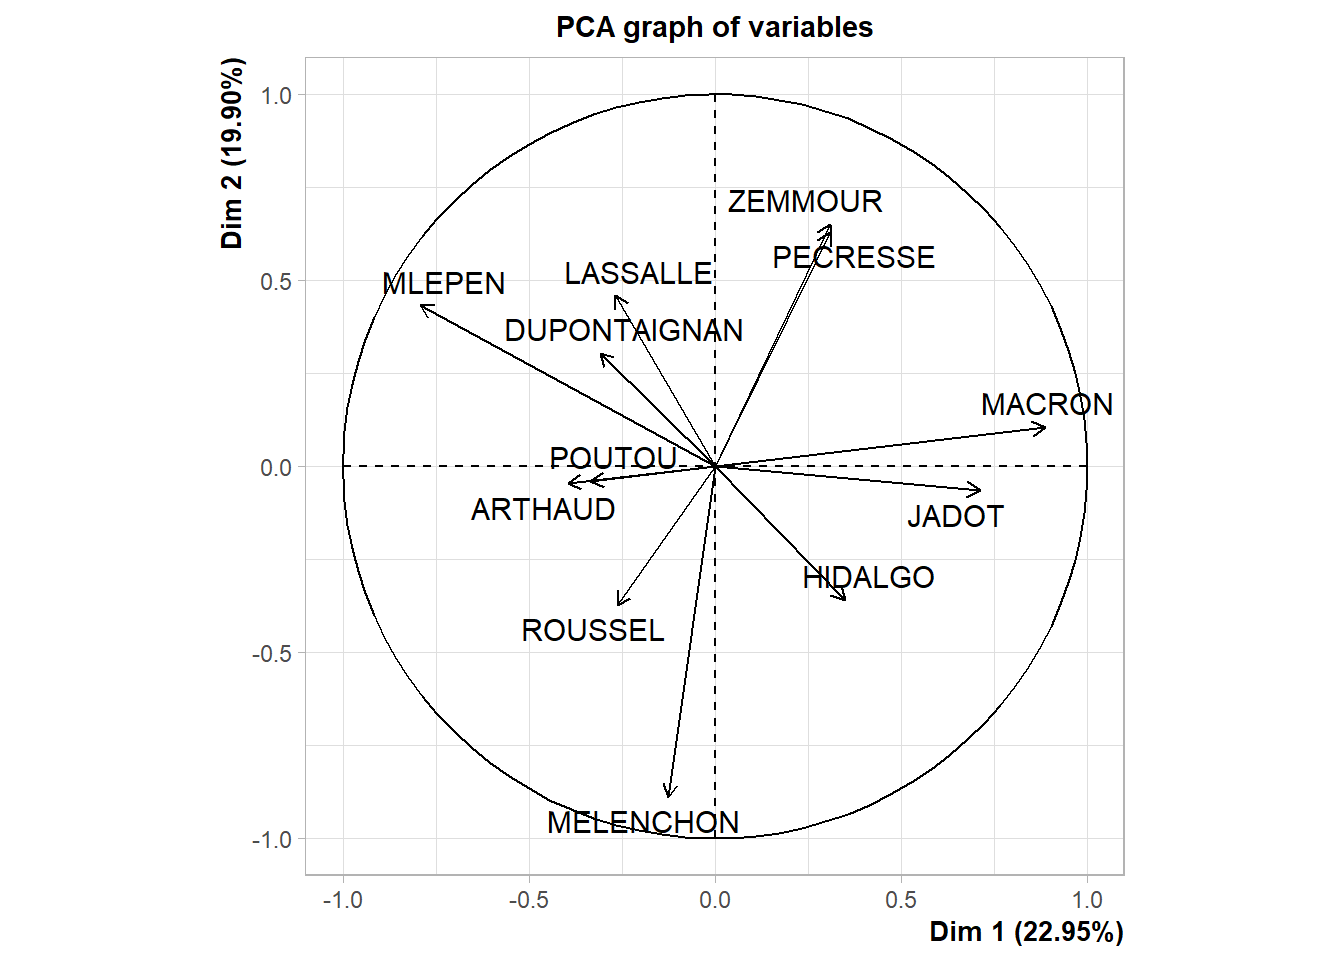 PCA graph of variables
Dim 2 (19.90%)
1.0
0.5
0.0
-0.5
-1.0
ZEMMOUR
PECRESSE
LASSALLE
MLEPEN
DUPONTAIGNAN
MACRON
POUTOU
ARTHAUD
JADOT
HIDALGO
ROUSSEL
MELENCHON
-1.0
-0.5
0.0
0.5
1.0
Dim 1 (22.95%)